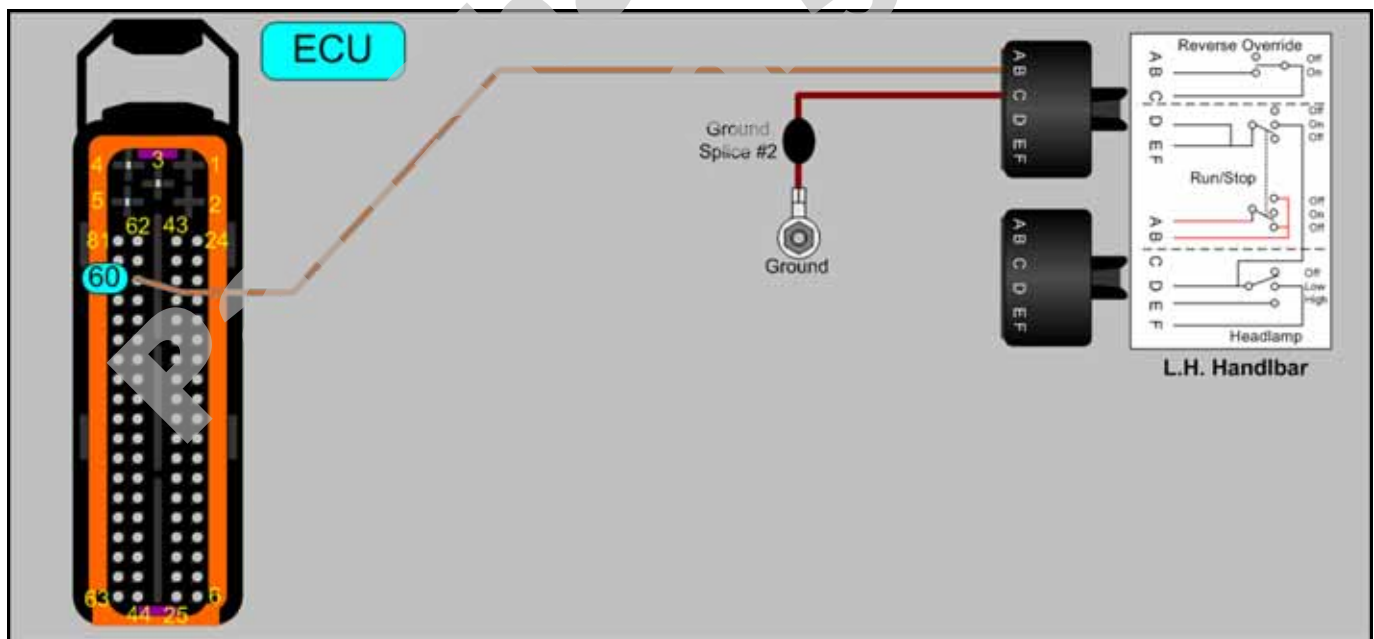 ECU
4
3
1
5
2
62
43
81
24
60
63
44
25
6
Ground
Splice #2
Ground
A
B
C
D
E
F
A
B
C
D
E
F
Reverse Override
A
B
C
Off
On
D
E
F
Off
On
Off
Run/Stop
A
B
Off
On
Off
C
D
E
F
Off
Low
High
Headlamp
L.H. Handlbar